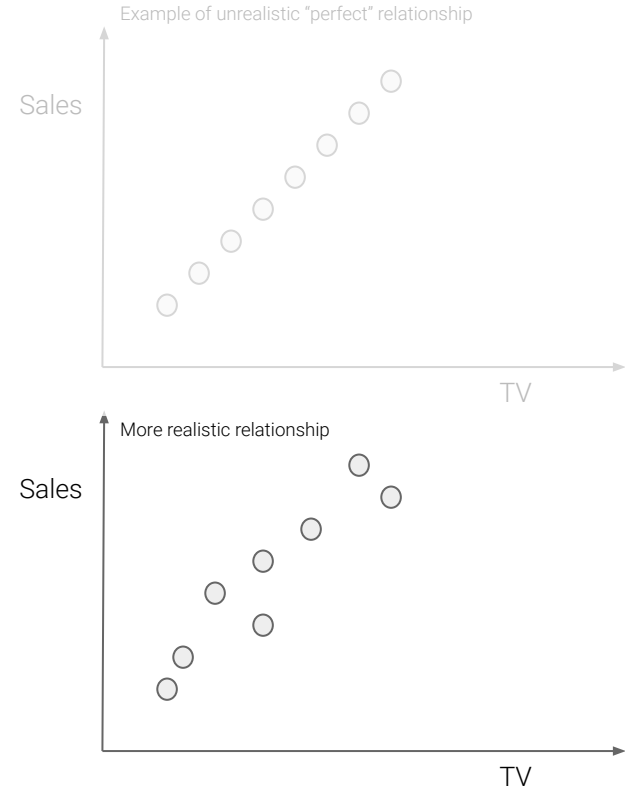 Example of unrealistic “perfect” relationship
Sales
TV
More realistic relationship
Sales
TV